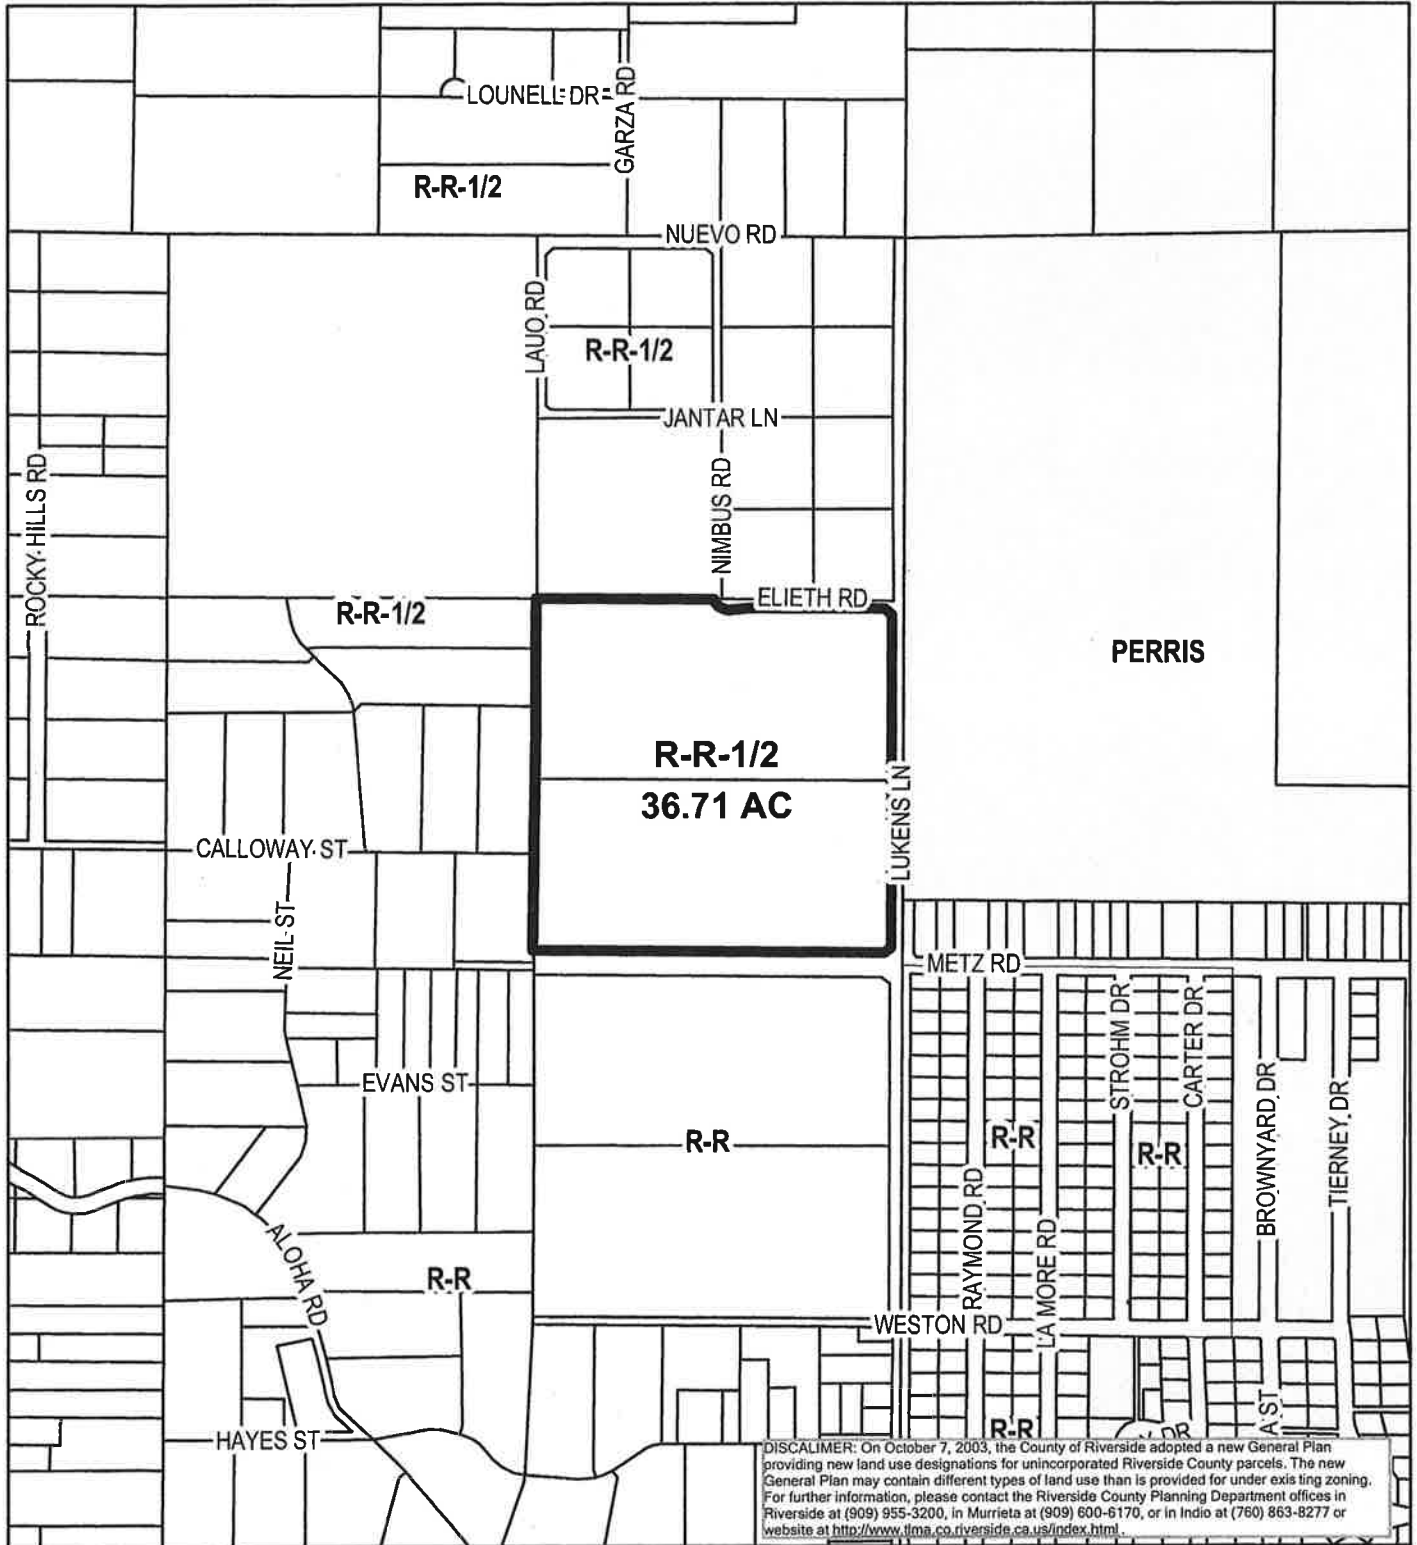 LOUNELL DR
GARZA RD
R-R-1/2
NUEVO RD
LAUO RD
R-R-1/2
JANTAR LN
NIMBUS RD
ROCKY HILLS RD
R-R-1/2
ELIETH RD
PERRIS
R-R-1/2
36.71 AC
LUKENS LN
CALLOWAY ST
NEIL ST
METZ RD
STROHM DR
CARTER DR
EVANS ST
BROWNYARD DR
TIERNEY DR
R-R
R-R
R-R
RAYMOND RD
LA MORE RD
ALOHA RD
R-R
WESTON RD
HAYES ST
R-R
DR
A ST
DISCALIMER: On October 7, 2003, the County of Riverside adopted a new General Plan
providing new land use designations for unincorporated Riverside County parcels. The new
General Plan may contain different types of land use than is provided for under existing zoning.
For further information, please contact the Riverside County Planning Department offices in
Riverside at (909) 955-3200, in Murrieta at (909) 600-6170, or in Indio at (760) 863-8277 or
website at http://www.tlma.co.riverside.ca.us/index.html.